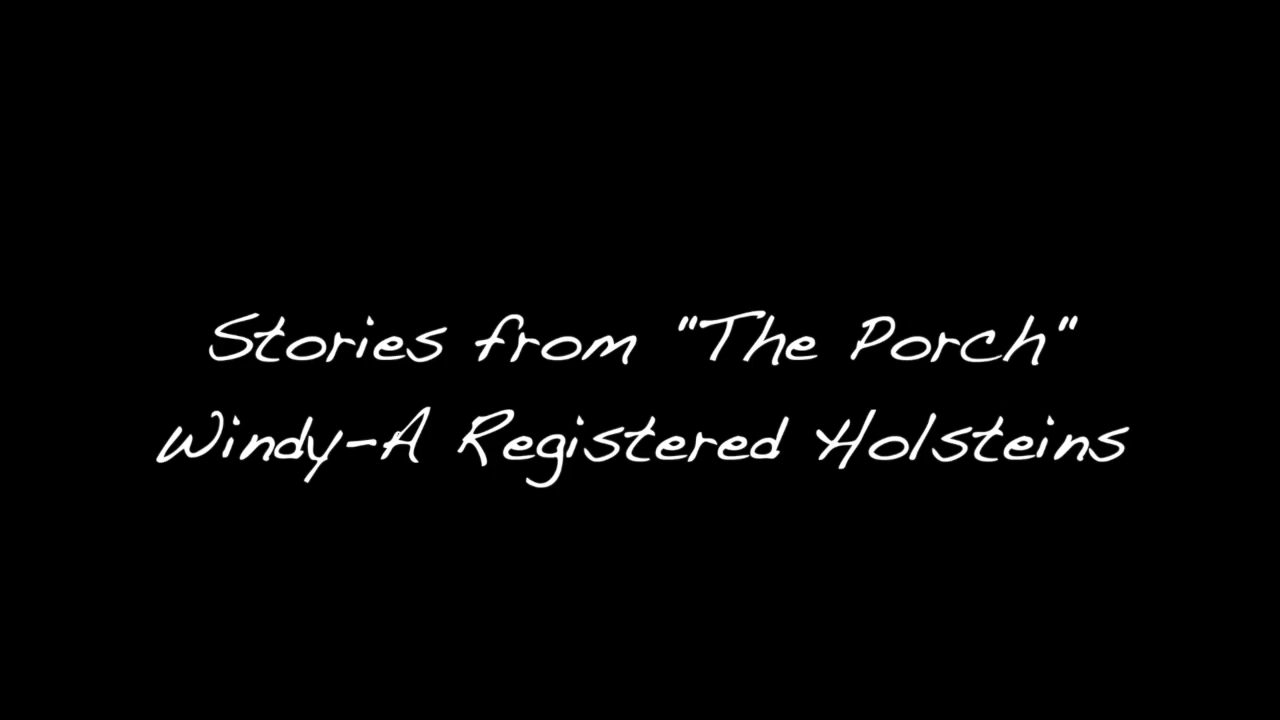 Stories from "The Porch"
Windy-A Registered Holsteins